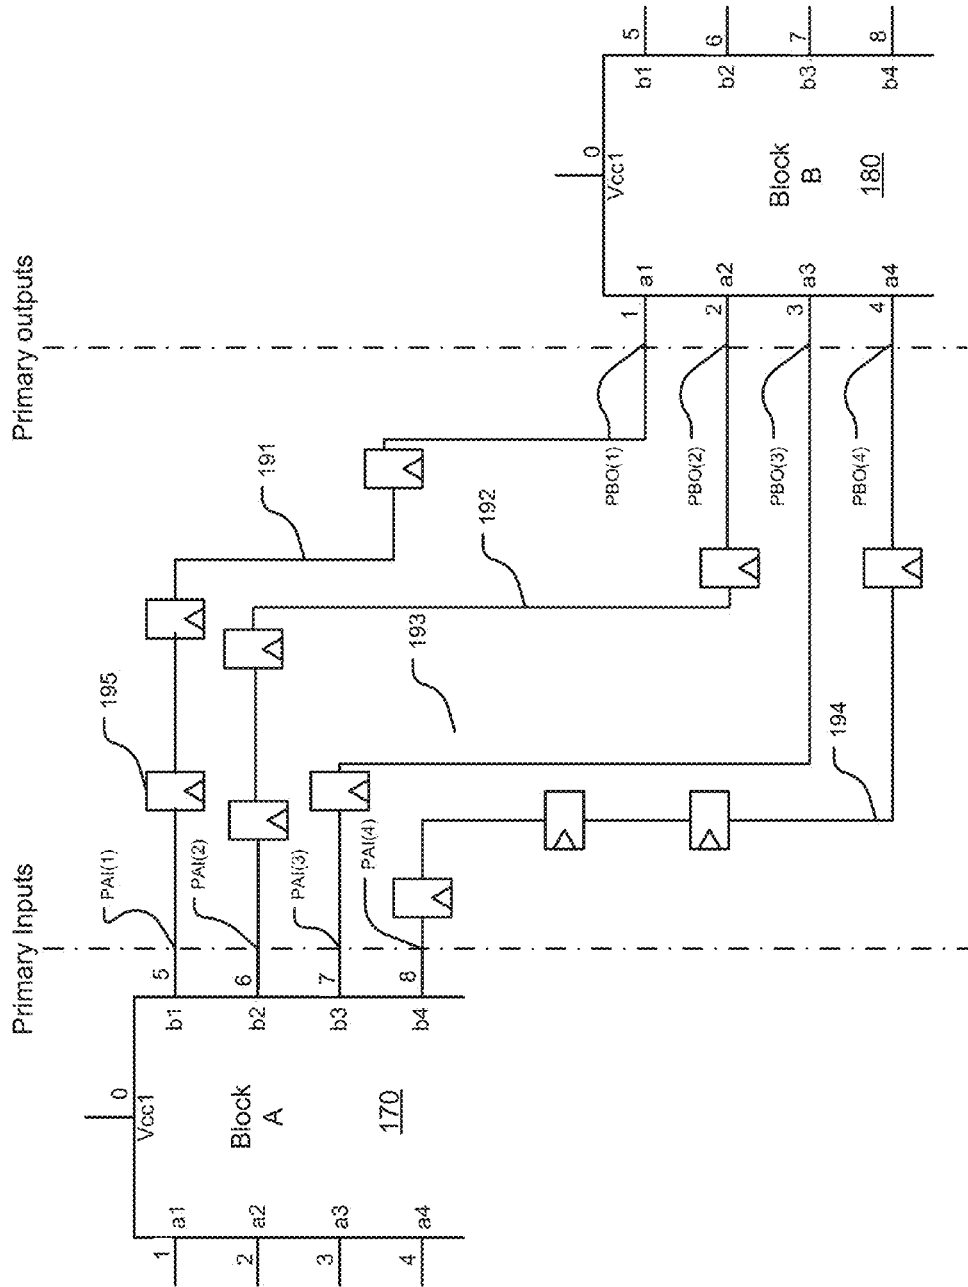 Primary Inputs
Primary outputs
0
Vcc1
1
a1
2
a2
3
a3
4
a4
Block
A
170
b1
5
b2
6
b3
7
b4
8
PAI(1)
PAI(2)
PAI(3)
PAI(4)
195
191
192
193
194
PBO(1)
PBO(2)
PBO(3)
PBO(4)
0
Vcc1
1
a1
2
a2
3
a3
4
a4
Block
B
180
b1
5
b2
6
b3
7
b4
8